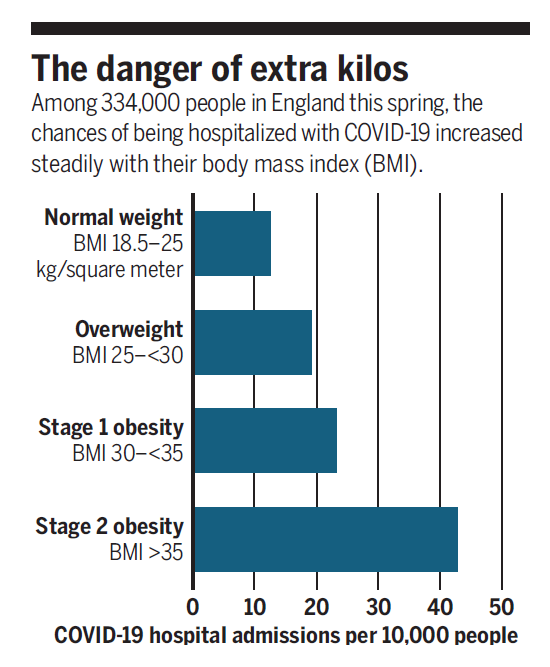 The danger of extra kilos
Among 334,000 people in England this spring, the
chances of being hospitalized with COVID-19 increased
steadily with their body mass index (BMI).
Normal weight
BMI 18.5–25
kg/square meter
Overweight
BMI 25–<30
Stage 1 obesity
BMI 30–<35
Stage 2 obesity
BMI >35
0 10 20 30 40 50
COVID-19 hospital admissions per 10,000 people